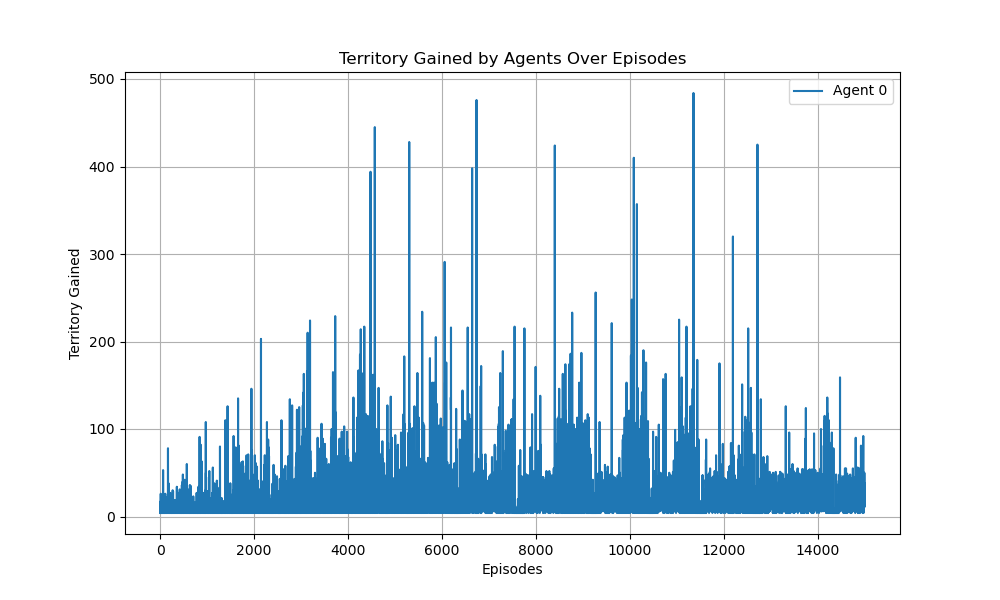 Territory Gained by Agents Over Episodes
Agent 0
Territory Gained
500
400
300
200
100
0
0 2000 4000 6000 8000 10000 12000 14000
Episodes